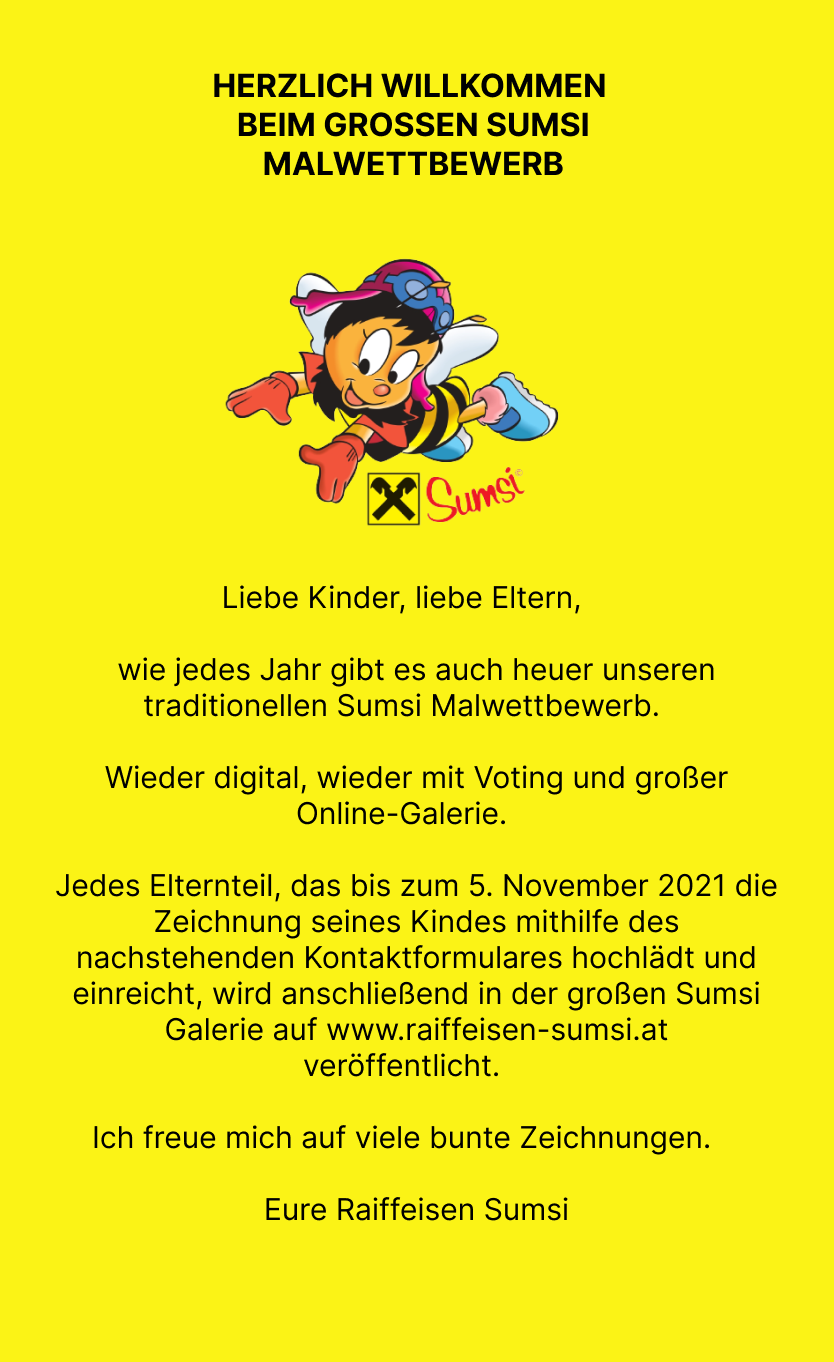 HERZLICH WILLKOMMEN
BEIM GROSSEN SUMSI
MALWETTBEWERB
Sumsi©
Liebe Kinder, liebe Eltern,
wie jedes Jahr gibt es auch heuer unseren
traditionellen Sumsi Malwettbewerb.
Wieder digital, wieder mit Voting und großer
Online-Galerie.
Jedes Elternteil, das bis zum 5. November 2021 die
Zeichnung seines Kindes mithilfe des
nachstehenden Kontaktformulares hochlädt und
einreicht, wird anschließend in der großen Sumsi
Galerie auf www.raiffeisen-sumsi.at
veröffentlicht.
Ich freue mich auf viele bunte Zeichnungen.
Eure Raiffeisen Sumsi